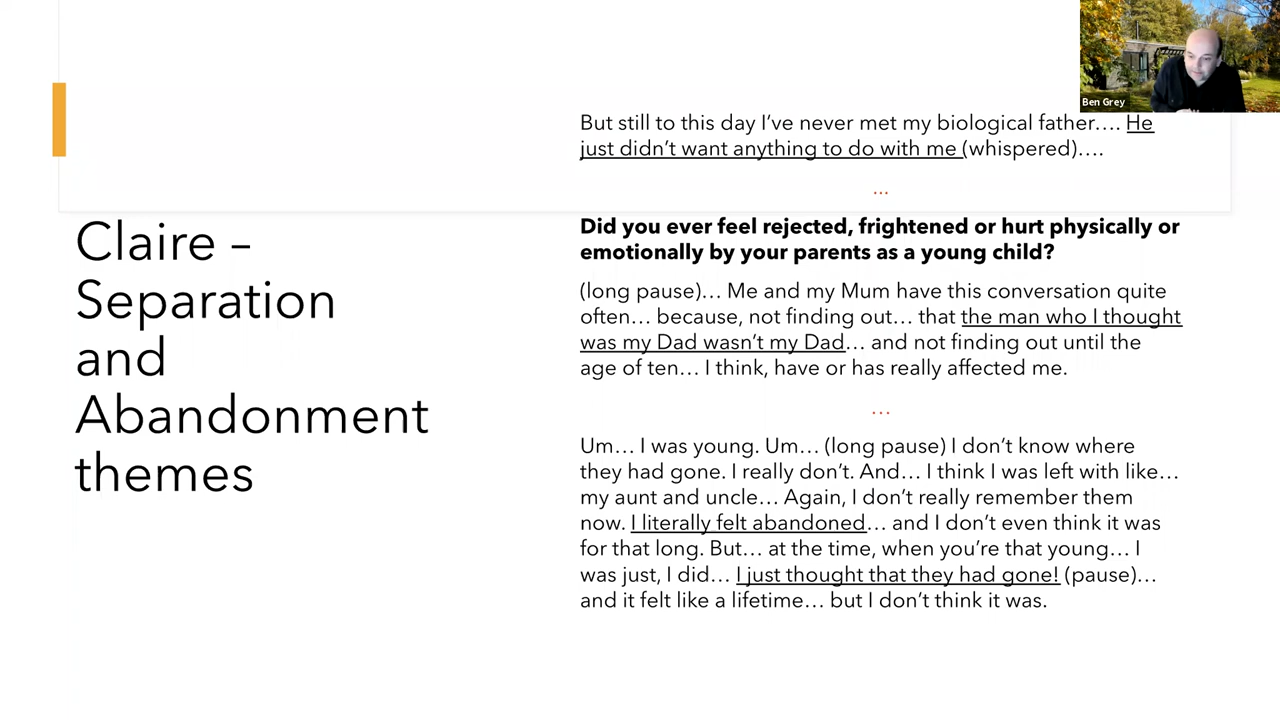 Ben Grey
Claire –
Separation
and
Abandonment
themes
But still to this day I’ve never met my biological father…. He
just didn’t want anything to do with me (whispered)….
…
Did you ever feel rejected, frightened or hurt physically or
emotionally by your parents as a young child?
(long pause)… Me and my Mum have this conversation quite
often… because, not finding out… that the man who I thought
was my Dad wasn’t my Dad… and not finding out until the
age of ten… I think, have or has really affected me.
…
Um… I was young. Um… (long pause) I don’t know where
they had gone. I really don’t. And… I think I was left with like…
my aunt and uncle… Again, I don’t really remember them
now. I literally felt abandoned… and I don’t even think it was
for that long. But… at the time, when you’re that young… I
was just, I did… I just thought that they had gone! (pause)…
and it felt like a lifetime… but I don’t think it was.